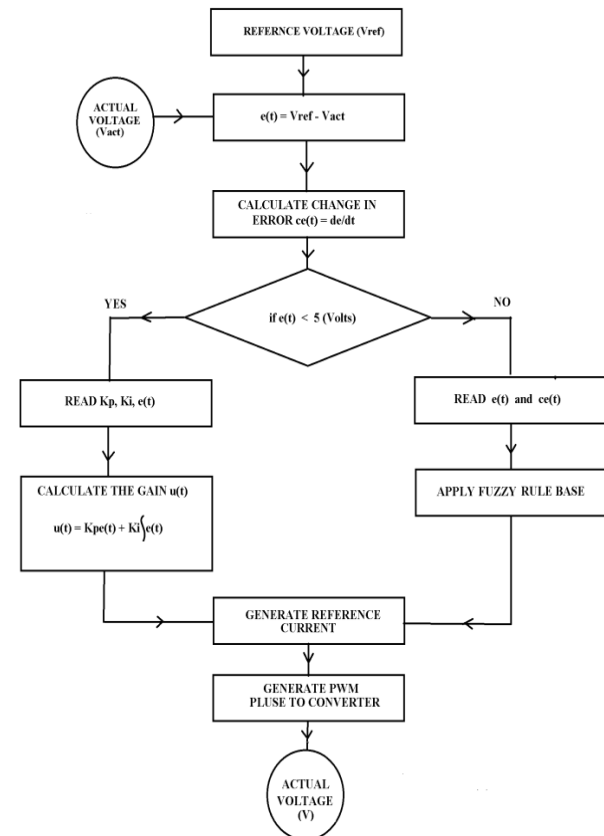 REFERNCE VOLTAGE (Vref)
ACTUAL
VOLTAGE
(Vact)
e(t) = Vref - Vact
CALCULATE CHANGE IN
ERROR ce(t) = de/dt
if e(t) < 5 (Volts)
YES
NO
READ Kp, Ki, e(t)
READ e(t) and ce(t)
CALCULATE THE GAIN u(t)
u(t) = Kpe(t) + Ki∫e(t)
APPLY FUZZY RULE BASE
GENERATE REFERENCE
CURRENT
GENERATE PWM
PLUSE TO CONVERTER
ACTUAL
VOLTAGE
(V)